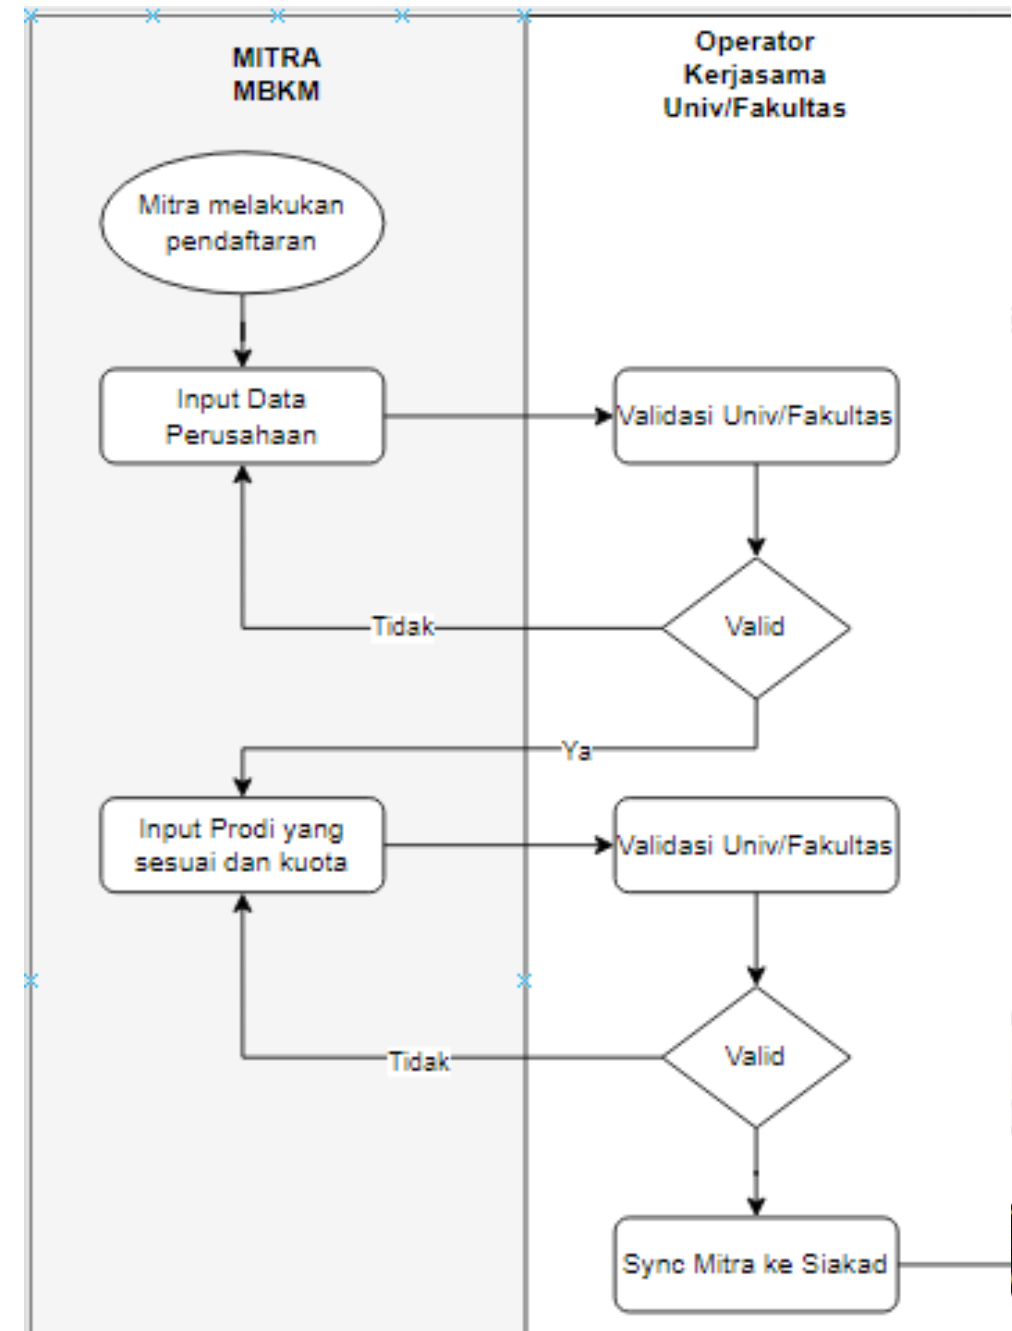 MITRA
MBKM
Operator
Kerjasama
Univ/Fakultas
Mitra melakukan
pendaftaran
Input Data
Perusahaan
Validasi Univ/Fakultas
Valid
Tidak
Ya
Input Prodi yang
sesuai dan kuota
Validasi Univ/Fakultas
Valid
Tidak
Sync Mitra ke Siakad